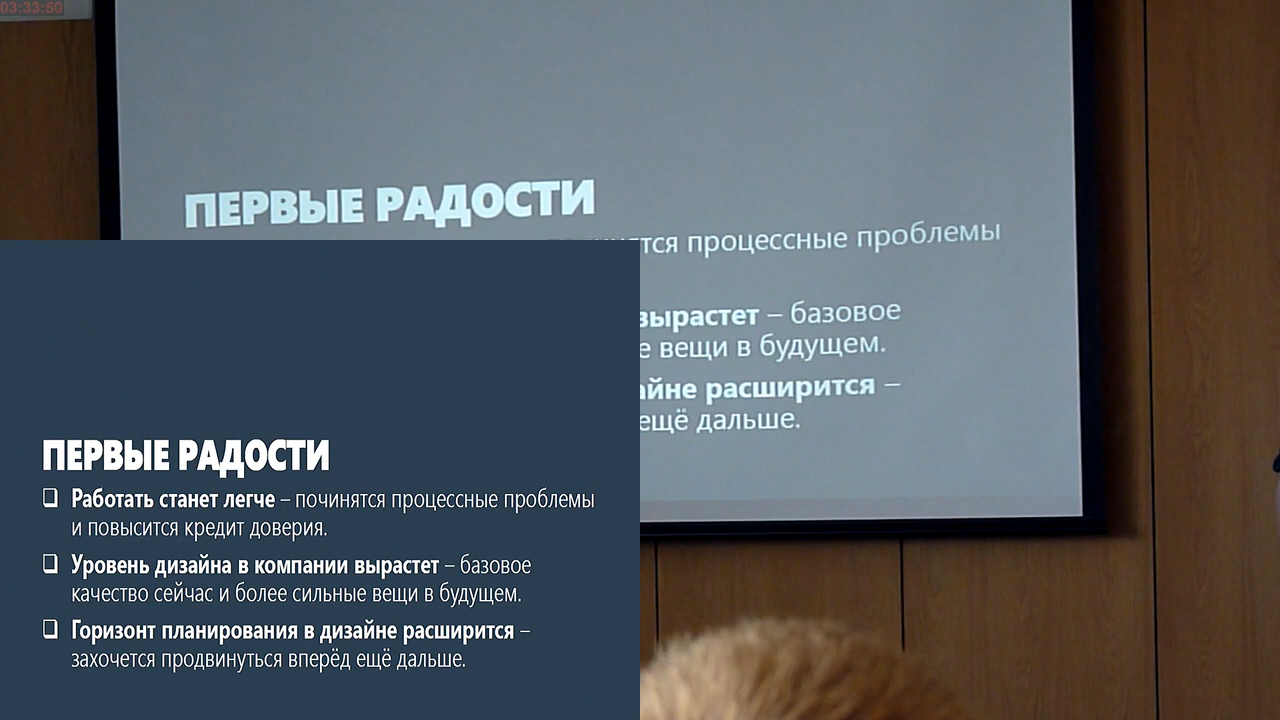 03:33:50
ПЕРВЫЕ РАДОСТИ
починятся процессные проблемы
вырастет – базовое
е вещи в будущем.
айне расширится –
ещё дальше.
ПЕРВЫЕ РАДОСТИ
❑ Работать станет легче – починятся процессные проблемы
и повысится кредит доверия.
❑ Уровень дизайна в компании вырастет – базовое
качество сейчас и более сильные вещи в будущем.
❑ Горизонт планирования в дизайне расширится –
захочется продвинуться вперёд ещё дальше.